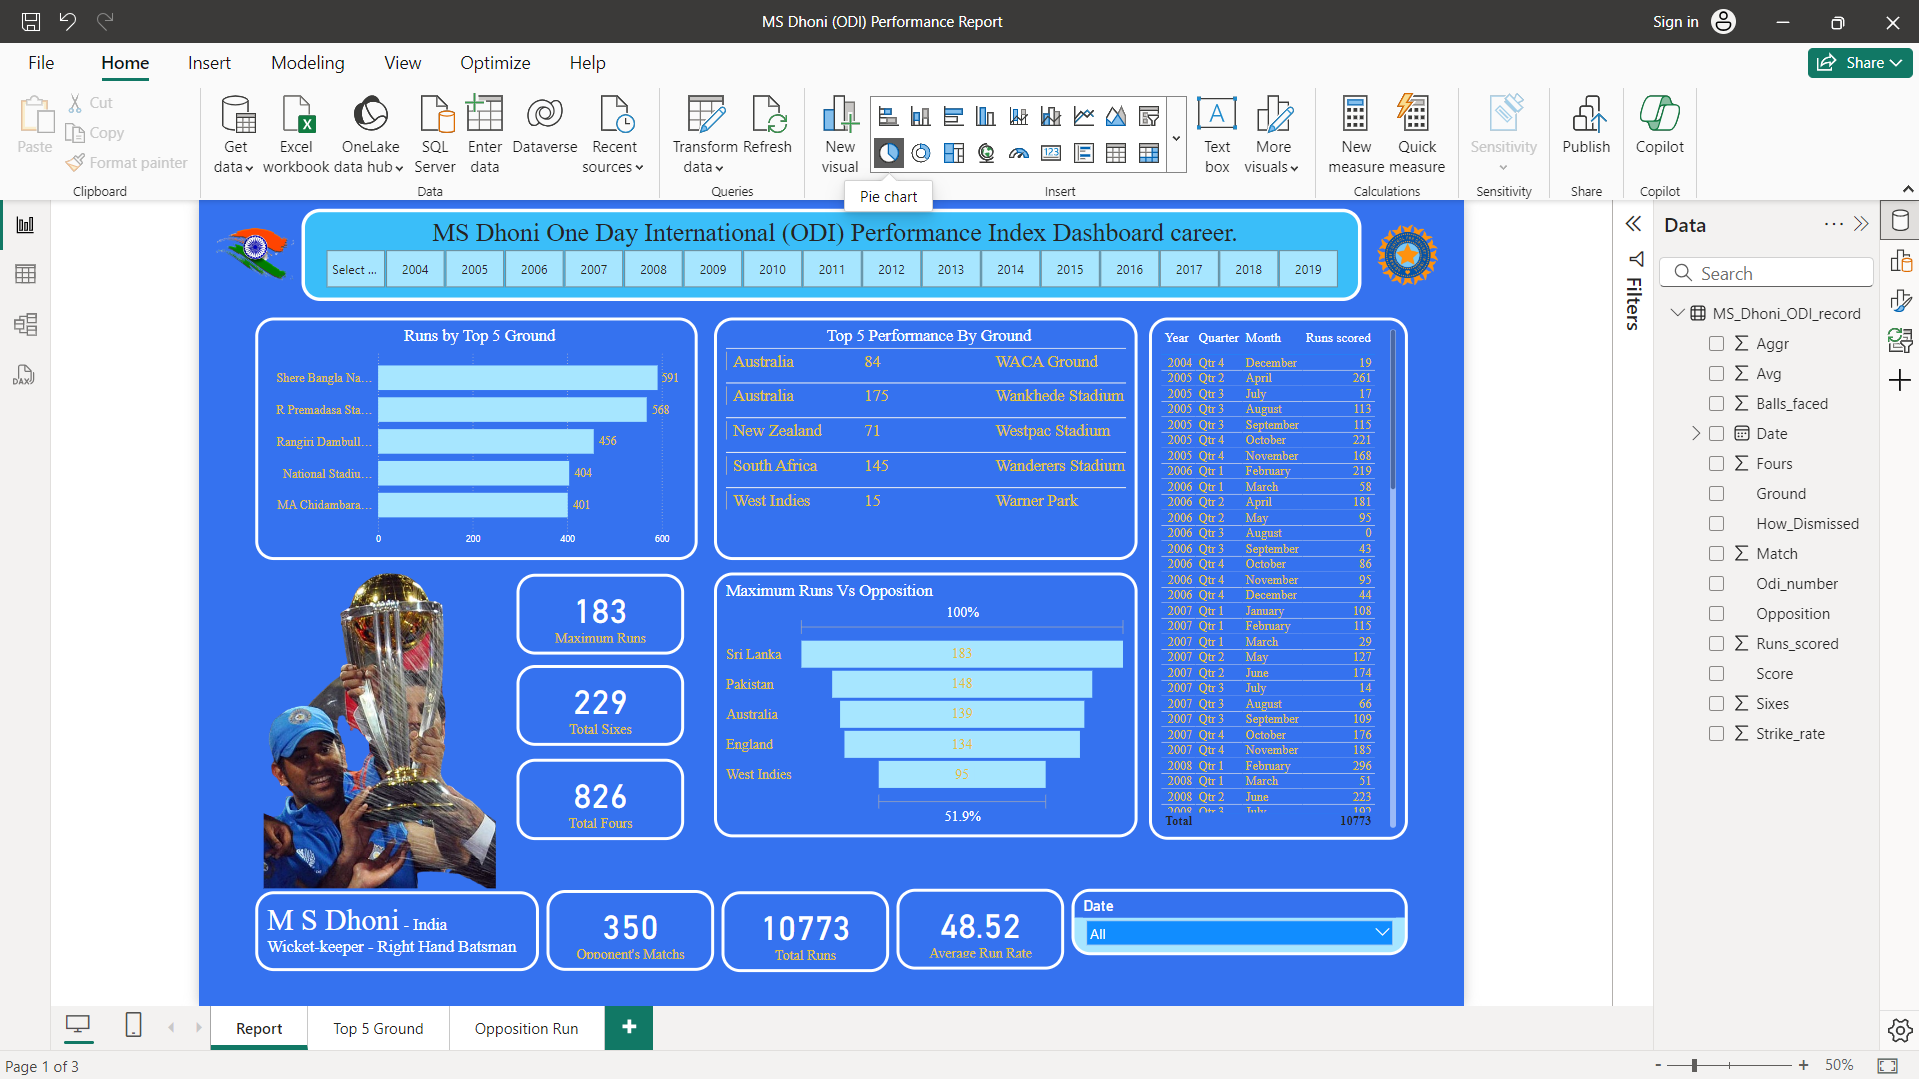 MS Dhoni (ODI) Performance Report
Sign in
File Home Insert Modeling View Optimize Help
Share
Paste
Cut
Copy
Format painter
Clipboard
Get data
Excel workbook
OneLake data hub
SQL Server
Enter data
Dataverse
Recent sources
Data
Transform data
Refresh
Queries
New visual
123
Insert
A
Text box
More visuals
New measure
Quick measure
Calculations
Sensitivity
Sensitivity
Publish
Share
Copilot
Copilot
Pie chart
DAX
MS Dhoni One Day International (ODI) Performance Index Dashboard career.
Select ... 2004 2005 2006 2007 2008 2009 2010 2011 2012 2013 2014 2015 2016 2017 2018 2019
Runs by Top 5 Ground
Shere Bangla Na... 591
R Premadasa Sta... 568
Rangiri Dambull... 456
National Stadiu... 404
MA Chidambara... 401
0 200 400 600
Top 5 Performance By Ground
Australia 84 WACA Ground
Australia 175 Wankhede Stadium
New Zealand 71 Westpac Stadium
South Africa 145 Wanderers Stadium
West Indies 15 Warner Park
Year Quarter Month Runs scored
2004 Qtr 4 December 19
2005 Qtr 2 April 261
2005 Qtr 3 July 17
2005 Qtr 3 August 113
2005 Qtr 3 September 115
2005 Qtr 4 October 221
2005 Qtr 4 November 168
2006 Qtr 1 February 219
2006 Qtr 1 March 58
2006 Qtr 2 April 181
2006 Qtr 2 May 95
2006 Qtr 3 August 0
2006 Qtr 3 September 43
2006 Qtr 4 October 86
2006 Qtr 4 November 95
2006 Qtr 4 December 44
2007 Qtr 1 January 108
2007 Qtr 1 February 115
2007 Qtr 1 March 29
2007 Qtr 2 May 127
2007 Qtr 2 June 174
2007 Qtr 3 July 14
2007 Qtr 3 August 66
2007 Qtr 3 September 109
2007 Qtr 4 October 176
2007 Qtr 4 November 185
2008 Qtr 1 February 296
2008 Qtr 1 March 51
2008 Qtr 2 June 223
2008 Qtr 3 July 192
Total 10773
183
Maximum Runs
229
Total Sixes
826
Total Fours
Maximum Runs Vs Opposition
100%
Sri Lanka 183
Pakistan 148
Australia 139
England 134
West Indies 95
51.9%
M S Dhoni - India
Wicket-keeper - Right Hand Batsman
350
Opponent's Matchs
10773
Total Runs
48.52
Average Run Rate
Date
All
Filters
Data
Search
MS_Dhoni_ODI_record
Σ Aggr
Σ Avg
Σ Balls_faced
Date
Σ Fours
Ground
How_Dismissed
Σ Match
Odi_number
Opposition
Σ Runs_scored
Score
Σ Sixes
Σ Strike_rate
Report
Top 5 Ground
Opposition Run
+
Page 1 of 3
- + 50%